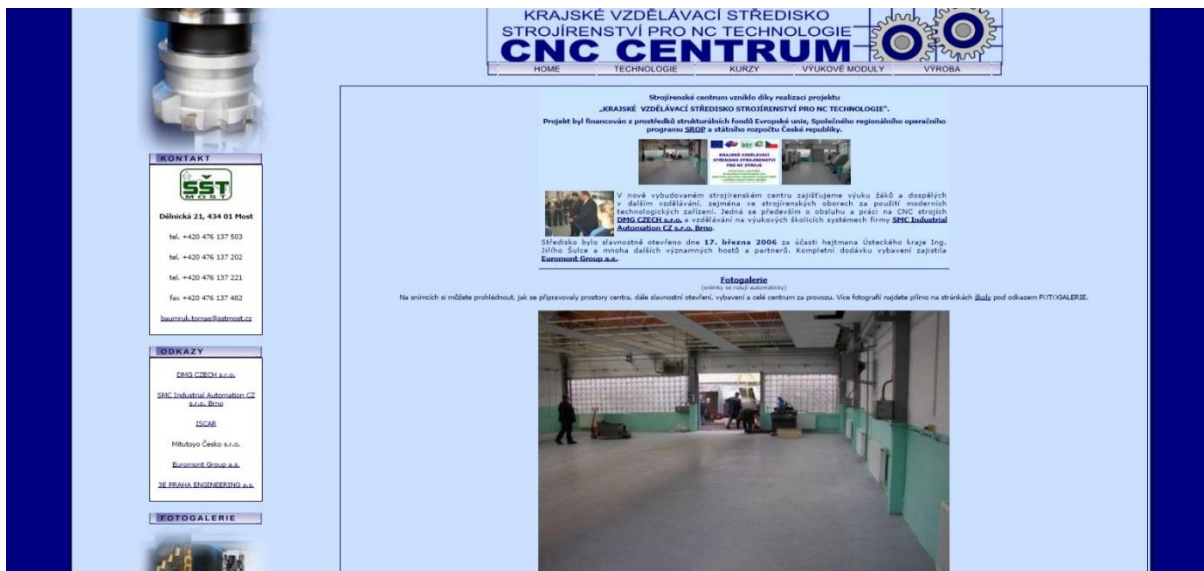 KRAJSKÉ VZDĚLÁVACÍ STŘEDISKO
STROJÍRENSTVÍ PRO NC TECHNOLOGIE
CNC CENTRUM
HOME
TECHNOLOGIE
KURZY
VÝUKOVÉ MODULY
VÝROBA
KONTAKT
SŠT
MOST
Dělnická 21, 434 01 Most
tel. +420 476 137 503
tel. +420 476 137 202
tel. +420 476 137 221
fax +420 476 137 482
baumruk.tomas@sstmost.cz
ODKAZY
DMG CZECH s.r.o.
SMC Industrial Automation CZ
s.r.o. Brno
ISCAR
Mitutoyo Česko s.r.o.
Euromont Group a.s.
JE PRAHA ENGINEERING a.s.
FOTOGALERIE
Strojírenské centrum vzniklo díky realizaci projektu
„KRAJSKÉ VZDĚLÁVACÍ STŘEDISKO STROJÍRENSTVÍ PRO NC TECHNOLOGIE".
Projekt byl financován z prostředků strukturálních fondů Evropské unie, Společného regionálního operačního
programu SROP a státního rozpočtu České republiky.
KRAJSKÉ VZDĚLÁVACÍ
STŘEDISKO STROJÍRENSTVÍ
PRO NC STROJE
V nově vybudovaném strojírenském centru zajišťujeme výuku žáků a dospělých
v dalším vzdělávání, zejména ve strojírenských oborech za použití moderních
technologických zařízení. Jedná se především o obsluhu a práci na CNC strojích
DMG CZECH s.r.o. a vzdělávání na výukových školicích systémech firmy SMC Industrial
Automation CZ s.r.o. Brno.
Středisko bylo slavnostně otevřeno dne 17. března 2006 za účasti hejtmana Ústeckého kraje Ing.
Jiřího Šulce a mnoha dalších významných hostů a partnerů. Kompletní dodávku vybavení zajistila
Euromont Group a.s.
Fotogalerie
(snímky se rotují automaticky)
Na snímcích si můžete prohlédnout, jak se připravovaly prostory centra, dále slavnostní otevření, vybavení a celé centrum za provozu. Více fotografií najdete přímo na stránkách školy pod odkazem FOTOGALERIE.